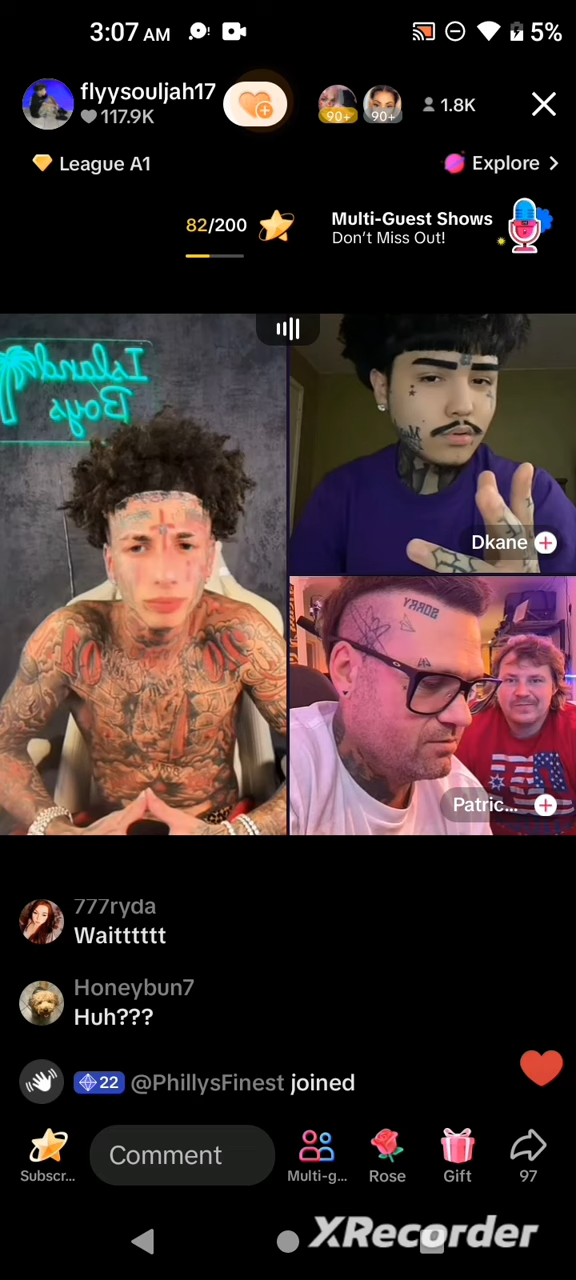 3:07 AM
5%
flyysouljah17
117.9K
90+
90+
1.8K
League A1
Explore
82/200
Multi-Guest Shows
Don't Miss Out!
Island
Boys
Dkane
SORRY
Patric...
777ryda
Waitttttt
Honeybun7
Huh???
22 @PhillysFinest joined
Subscr...
Comment
Multi-g...
Rose
Gift
97
XRecorder